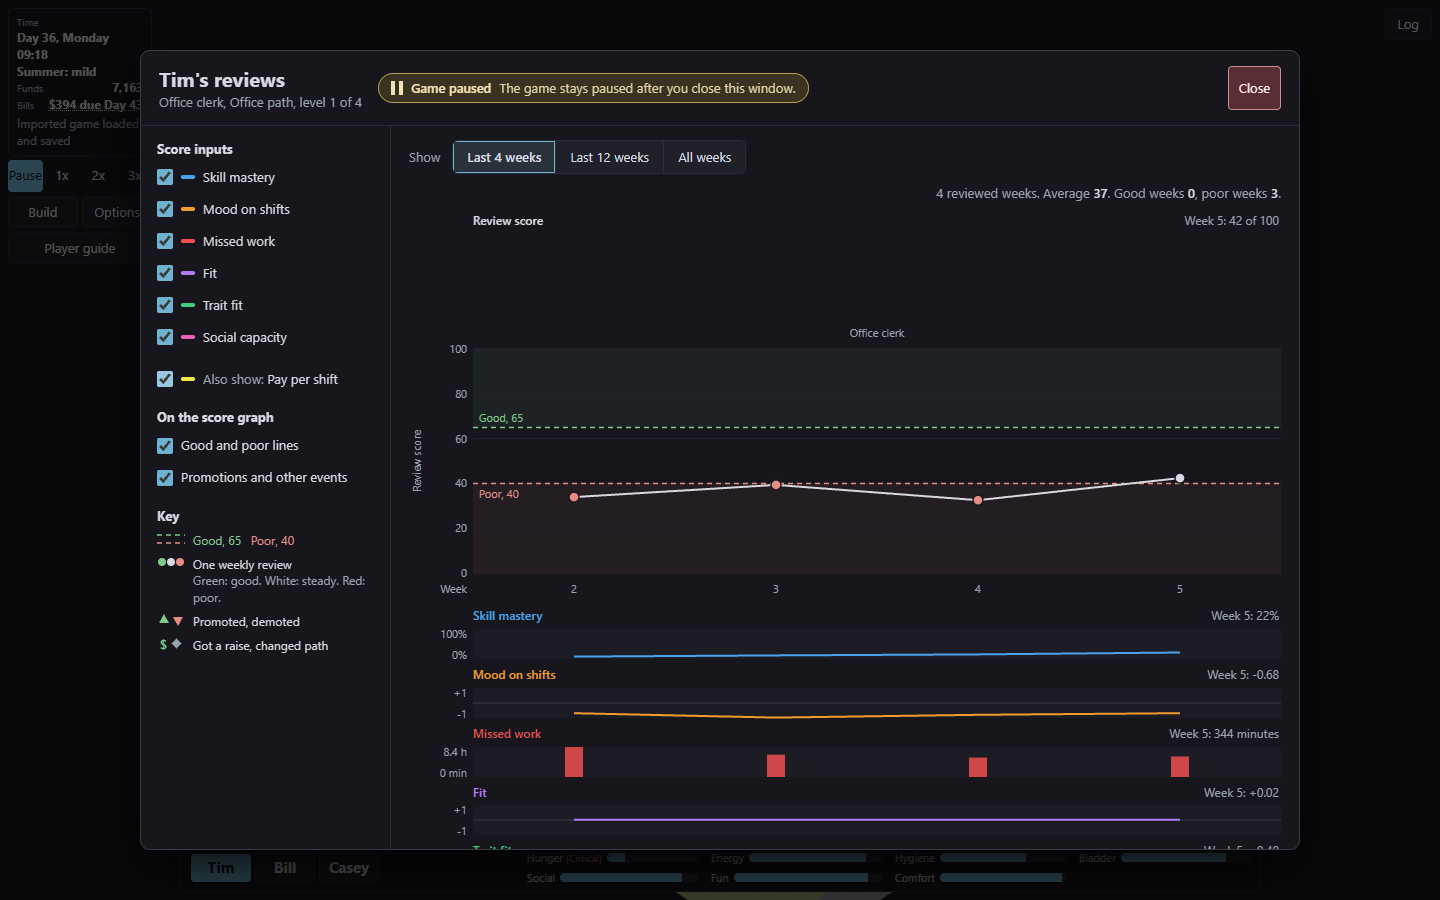 Time
Day 36, Monday
09:18
Summer: mild
Funds 7,163
Bills $394 due Day 43
Imported game loaded
and saved
Pause 1x 2x 3x
Build Options
Player guide
Log
Tim's reviews
Office clerk, Office path, level 1 of 4
Game paused The game stays paused after you close this window.
Close
Score inputs
Skill mastery
Mood on shifts
Missed work
Fit
Trait fit
Social capacity
Also show: Pay per shift
On the score graph
Good and poor lines
Promotions and other events
Key
Good, 65 Poor, 40
One weekly review
Green: good. White: steady. Red:
poor.
Promoted, demoted
$ Got a raise, changed path
Show Last 4 weeks Last 12 weeks All weeks
4 reviewed weeks. Average 37. Good weeks 0, poor weeks 3.
Review score Week 5: 42 of 100
Office clerk
100
80
Good, 65
60
Review score
40
Poor, 40
20
0
Week 2 3 4 5
Skill mastery Week 5: 22%
100%
0%
Mood on shifts Week 5: -0.68
+1
-1
Missed work Week 5: 344 minutes
8.4 h
0 min
Fit Week 5: +0.02
+1
-1
Tim Bill Casey
Hunger (Critical) Energy Hygiene Bladder
Social Fun Comfort